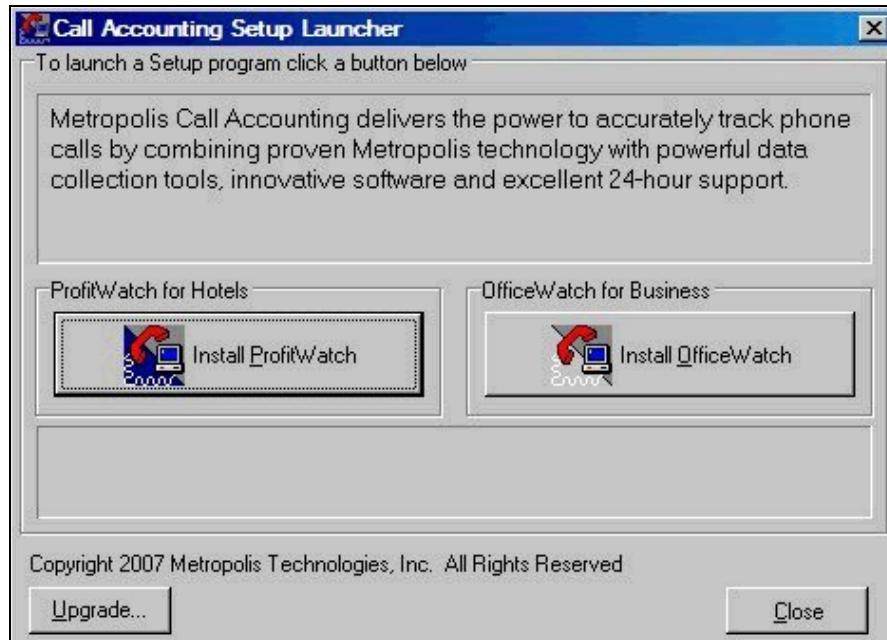 Call Accounting Setup Launcher
To launch a Setup program click a button below
Metropolis Call Accounting delivers the power to accurately track phone
calls by combining proven Metropolis technology with powerful data
collection tools, innovative software and excellent 24-hour support.
ProfitWatch for Hotels
OfficeWatch for Business
Install ProfitWatch
Install OfficeWatch
Copyright 2007 Metropolis Technologies, Inc. All Rights Reserved
Upgrade...
Close